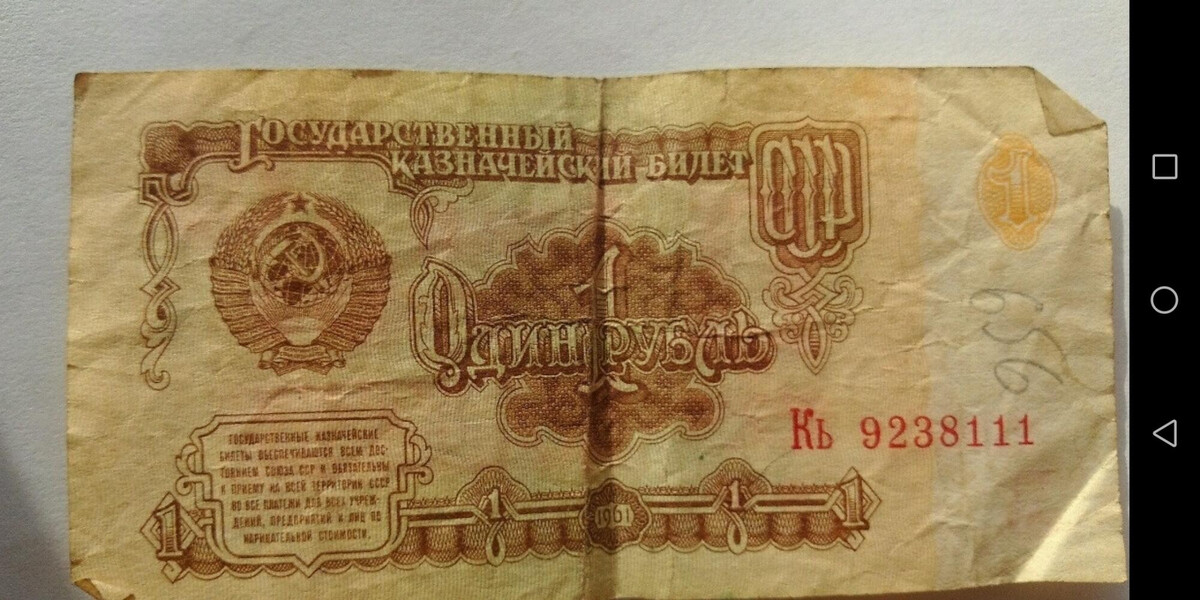 ГОСУДАРСТВЕННЫЙ
КАЗНАЧЕЙСКИЙ БИЛЕТ
СССР
1
1
ОДИН РУБЛЬ
659
Кь 9238111
ГОСУДАРСТВЕННЫЕ КАЗНАЧЕЙСКИЕ
БИЛЕТЫ ОБЕСПЕЧИВАЮТСЯ ВСЕМ ДОС-
ТОЯНИЕМ СОЮЗА ССР И ОБЯЗАТЕЛЬНЫ
К ПРИЕМУ НА ВСЕЙ ТЕРРИТОРИИ СССР
ВО ВСЕ ПЛАТЕЖИ ДЛЯ ВСЕХ УЧРЕЖ-
ДЕНИЙ, ПРЕДПРИЯТИЙ И ЛИЦ ПО
НАРИЦАТЕЛЬНОЙ СТОИМОСТИ.
1 1 1961 1 1